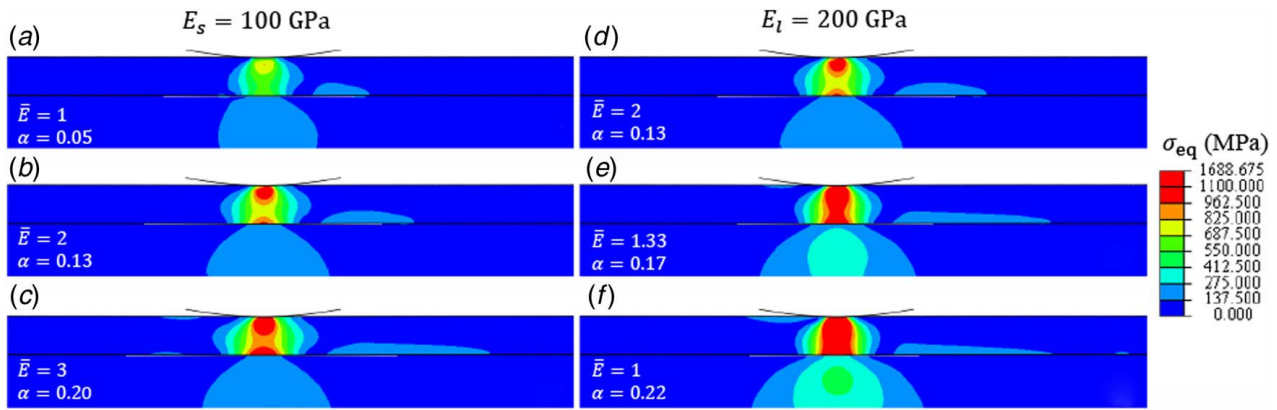 E_s = 100 GPa
E_l = 200 GPa
(a)
Ē = 1
α = 0.05
(b)
Ē = 2
α = 0.13
(c)
Ē = 3
α = 0.20
(d)
Ē = 2
α = 0.13
(e)
Ē = 1.33
α = 0.17
(f)
Ē = 1
α = 0.22
σ_eq (MPa)
1688.675
1100.000
962.500
825.000
687.500
550.000
412.500
275.000
137.500
0.000